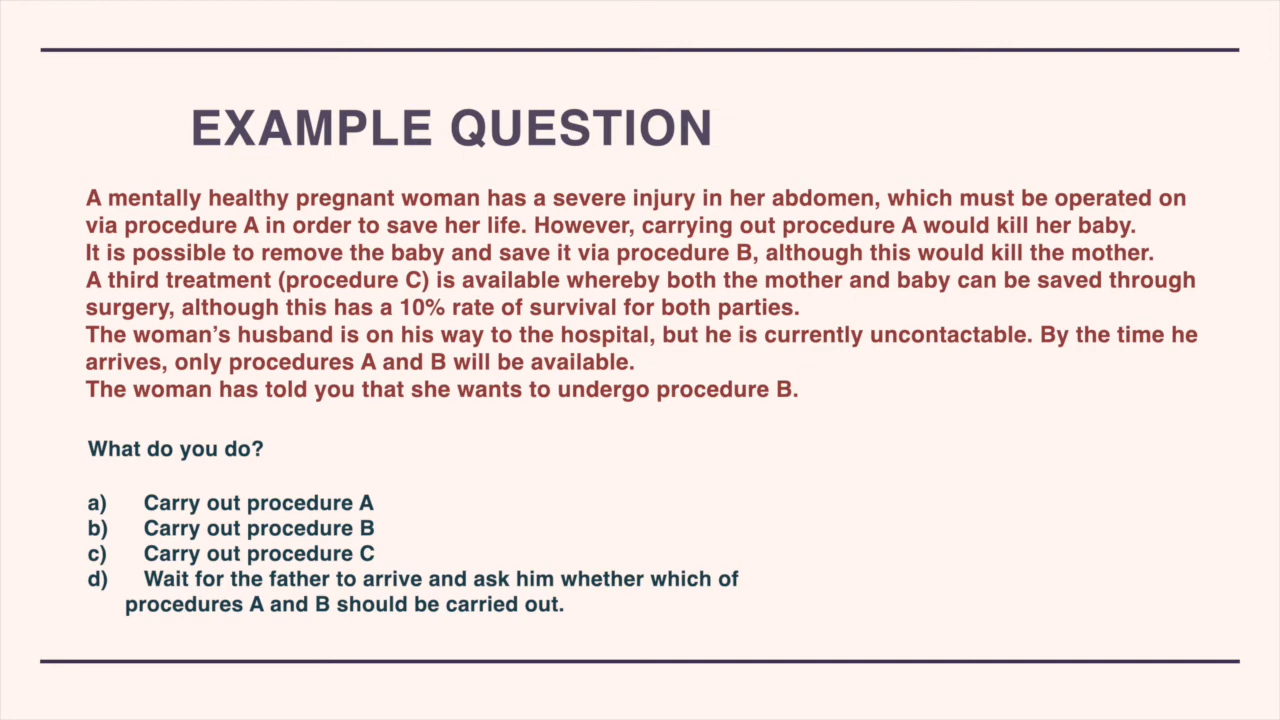 EXAMPLE QUESTION
A mentally healthy pregnant woman has a severe injury in her abdomen, which must be operated on
via procedure A in order to save her life. However, carrying out procedure A would kill her baby.
It is possible to remove the baby and save it via procedure B, although this would kill the mother.
A third treatment (procedure C) is available whereby both the mother and baby can be saved through
surgery, although this has a 10% rate of survival for both parties.
The woman’s husband is on his way to the hospital, but he is currently uncontactable. By the time he
arrives, only procedures A and B will be available.
The woman has told you that she wants to undergo procedure B.
What do you do?
a) Carry out procedure A
b) Carry out procedure B
c) Carry out procedure C
d) Wait for the father to arrive and ask him whether which of
procedures A and B should be carried out.